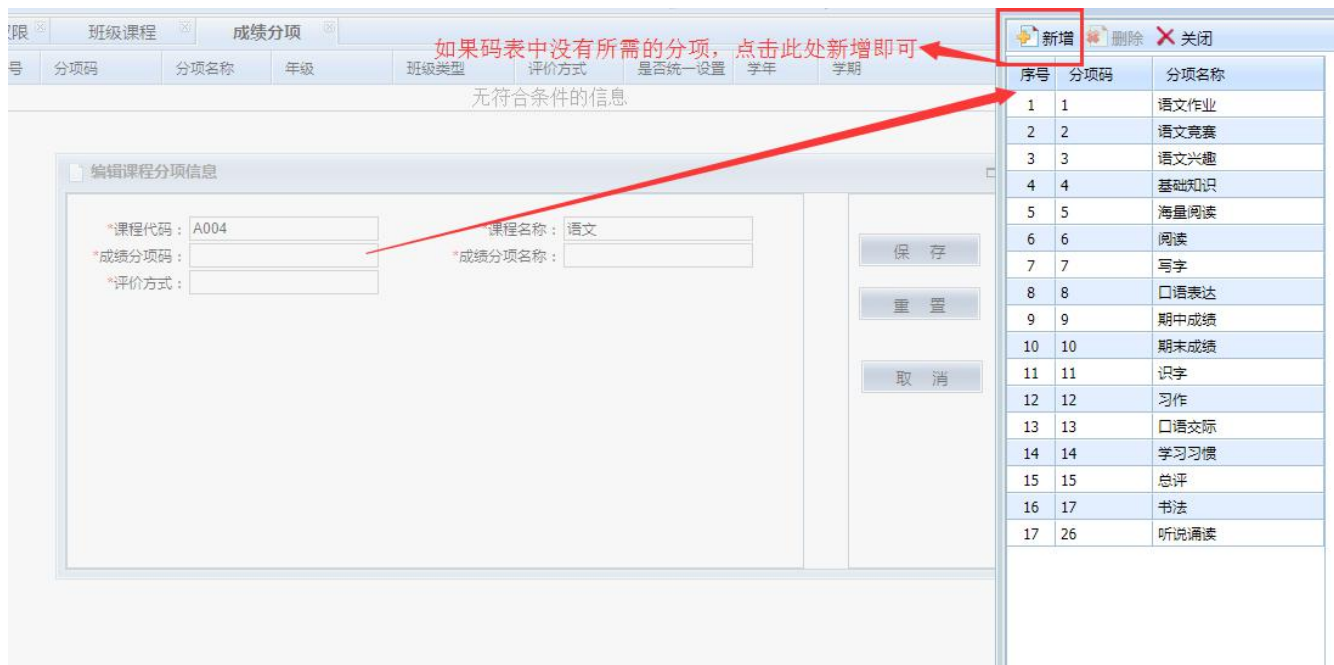 权限 班级课程 成绩分项
如果码表中没有所需的分项，点击此处新增即可
号 分项码 分项名称 年级 班级类型 评价方式 是否统一设置 学年 学期
无符合条件的信息
编辑课程分项信息
*课程代码： A004 *课程名称： 语文
*成绩分项码： *成绩分项名称：
*评价方式：
保 存
重 置
取 消
新增 删除 关闭
序号 分项码 分项名称
1 1 语文作业
2 2 语文竞赛
3 3 语文兴趣
4 4 基础知识
5 5 海量阅读
6 6 阅读
7 7 写字
8 8 口语表达
9 9 期中成绩
10 10 期末成绩
11 11 识字
12 12 习作
13 13 口语交际
14 14 学习习惯
15 15 总评
16 17 书法
17 26 听说诵读